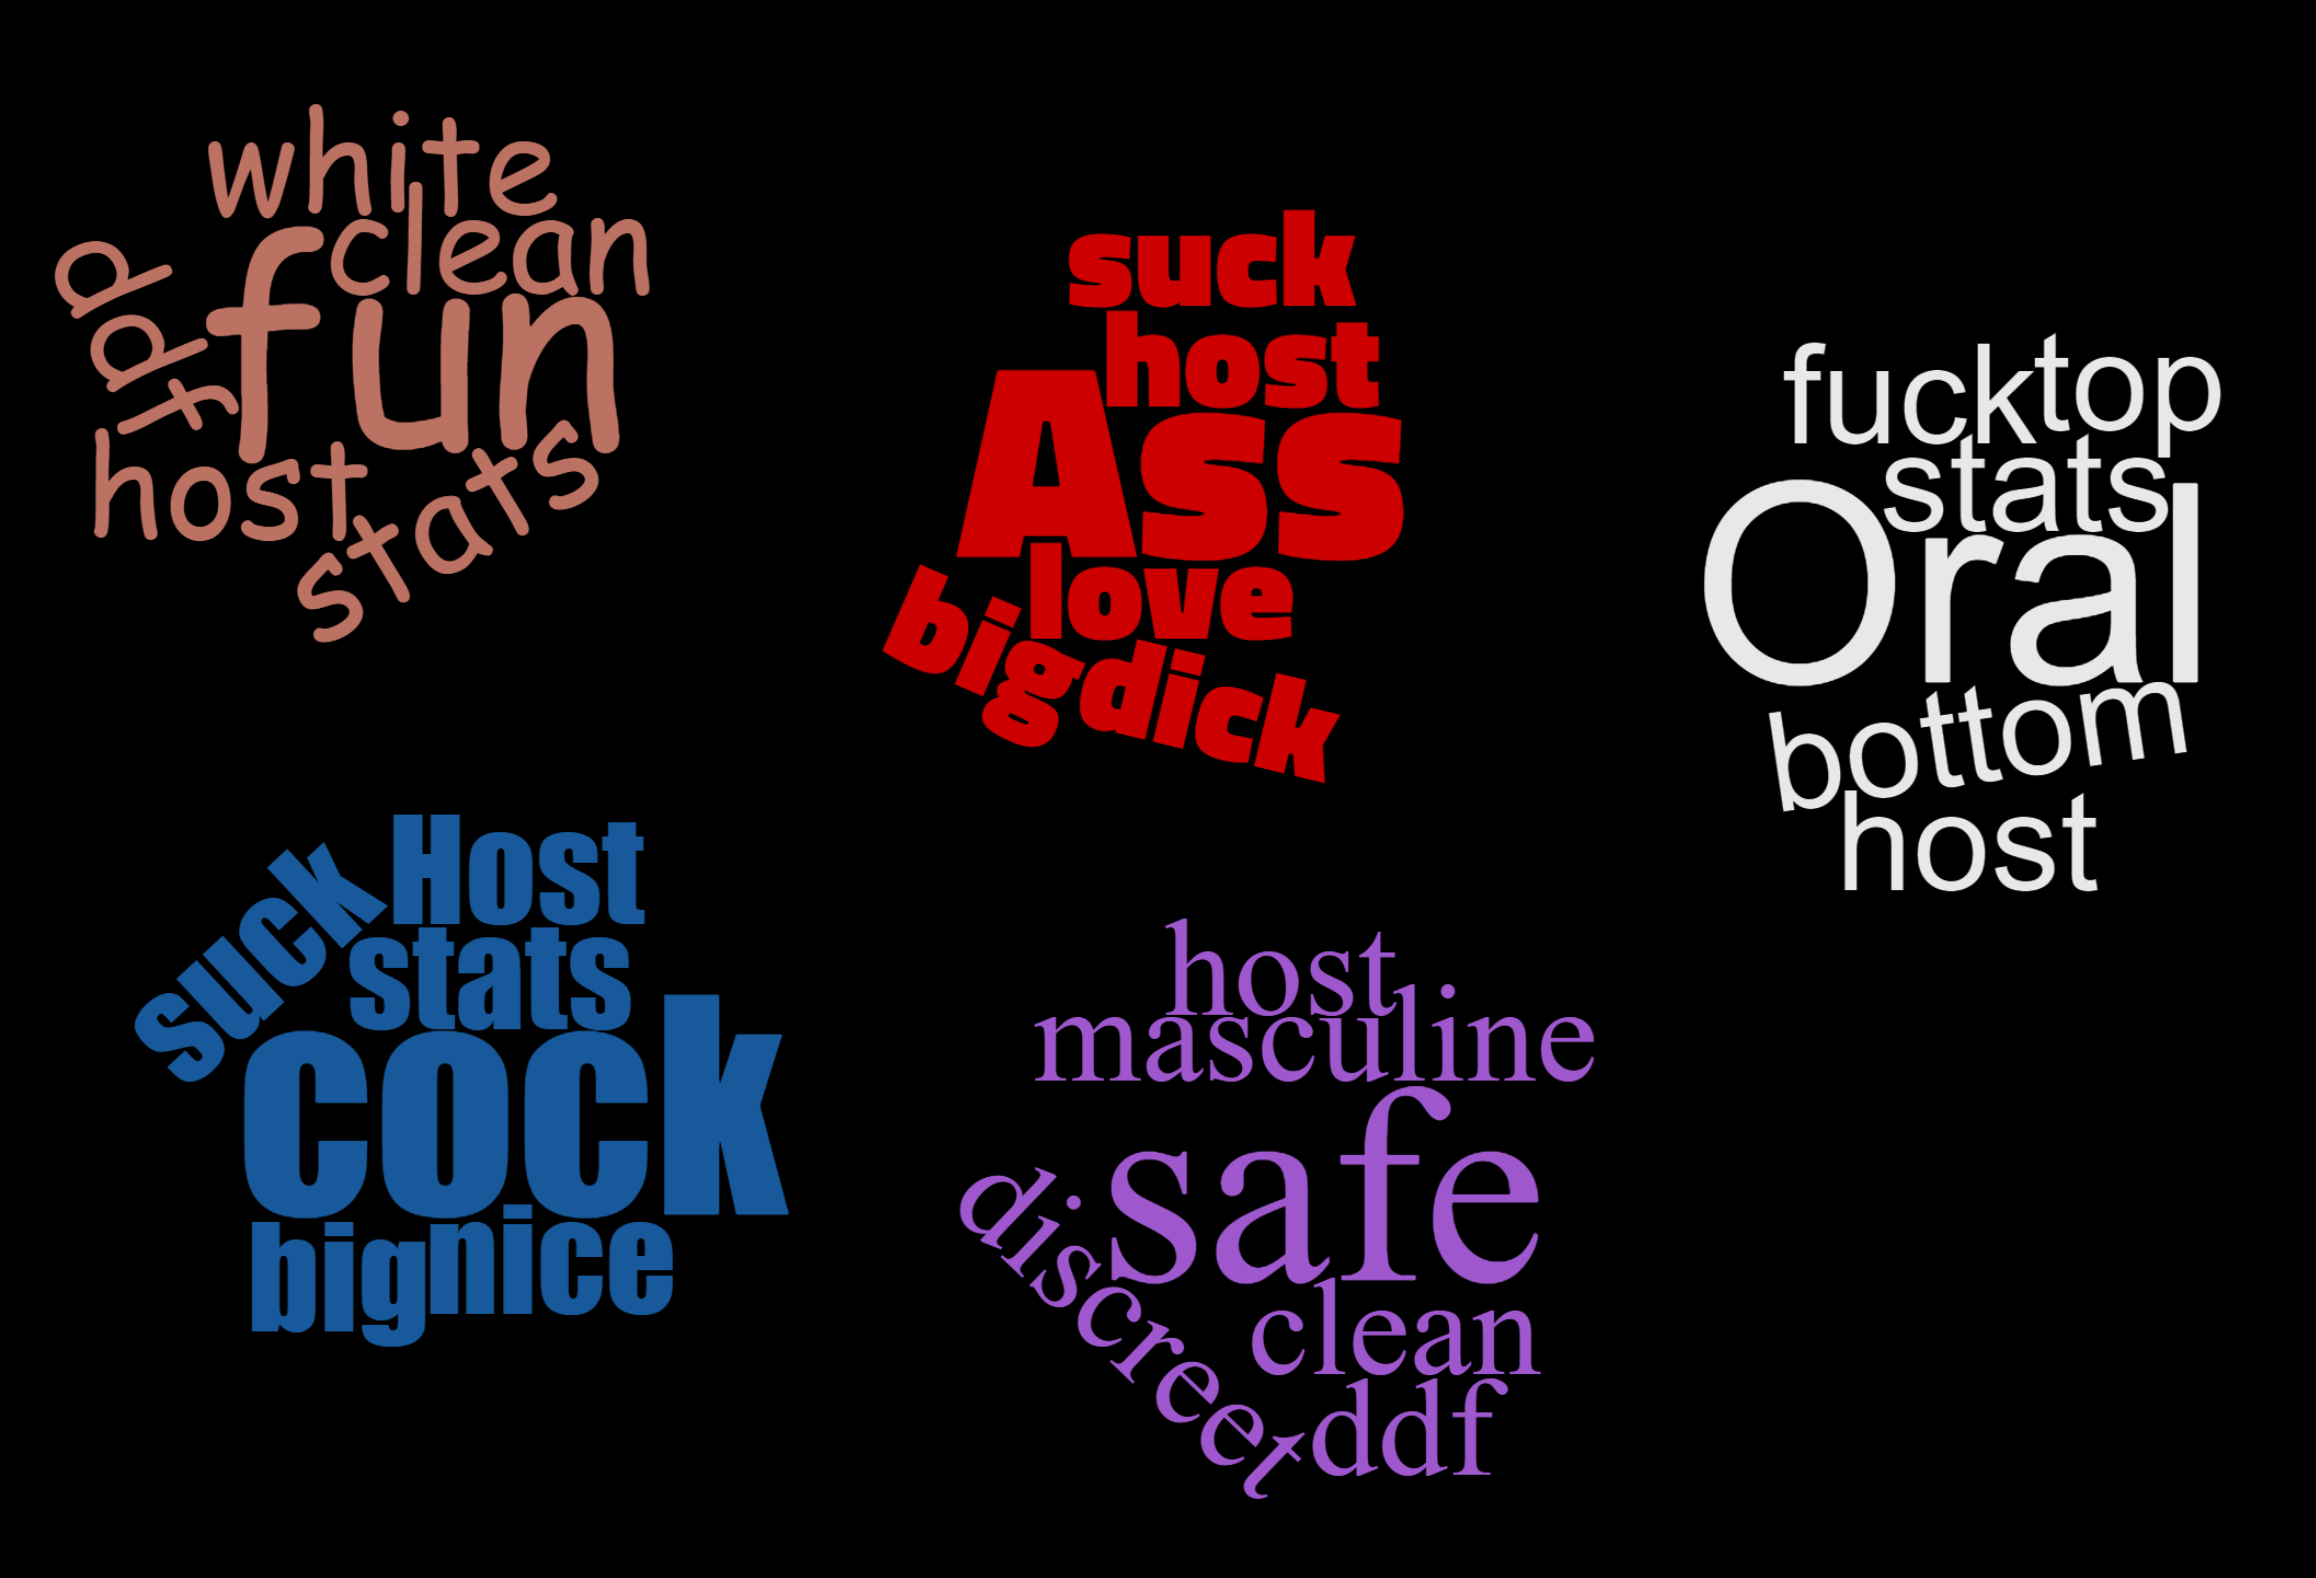 white
clean
ddf
fun
host
stats
suck
host
Ass
love
big
dick
fuck
top
stats
Oral
bottom
host
suck
Host
stats
cock
big
nice
host
masculine
safe
discreet
clean
ddf